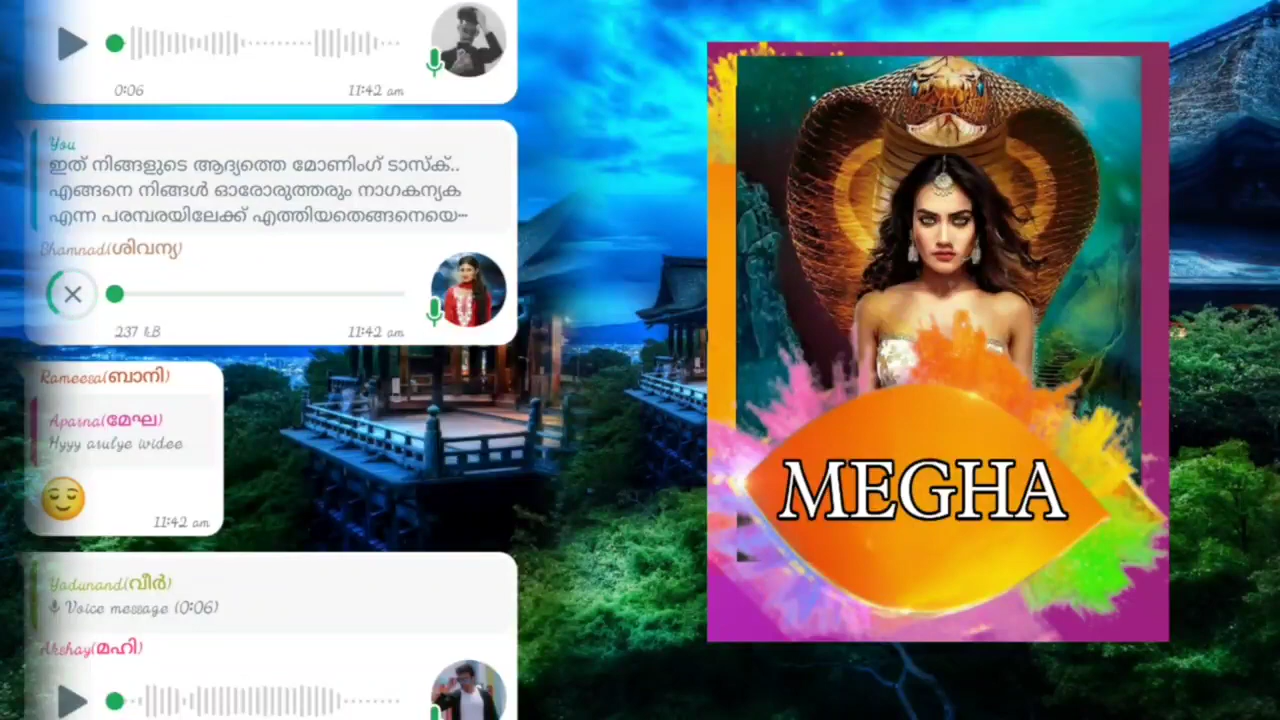 0:06
11:42 am
You
ഇത് നിങ്ങളുടെ ആദ്യത്തെ മോണിംഗ് ടാസ്ക്..
എങ്ങനെ നിങ്ങൾ ഓരോരുത്തരും നാഗകന്യക
എന്ന പരമ്പരയിലേക്ക് എത്തിയതെങ്ങനെയെ…
Dhamnad(ശിവന്യ)
237 kB
11:42 am
Rameesa(ബാനി)
Aparna(മേഘ)
Hyyy arulye ividee
11:42 am
Yadunand(വീർ)
Voice message (0:06)
Akshay(മഹി)
MEGHA